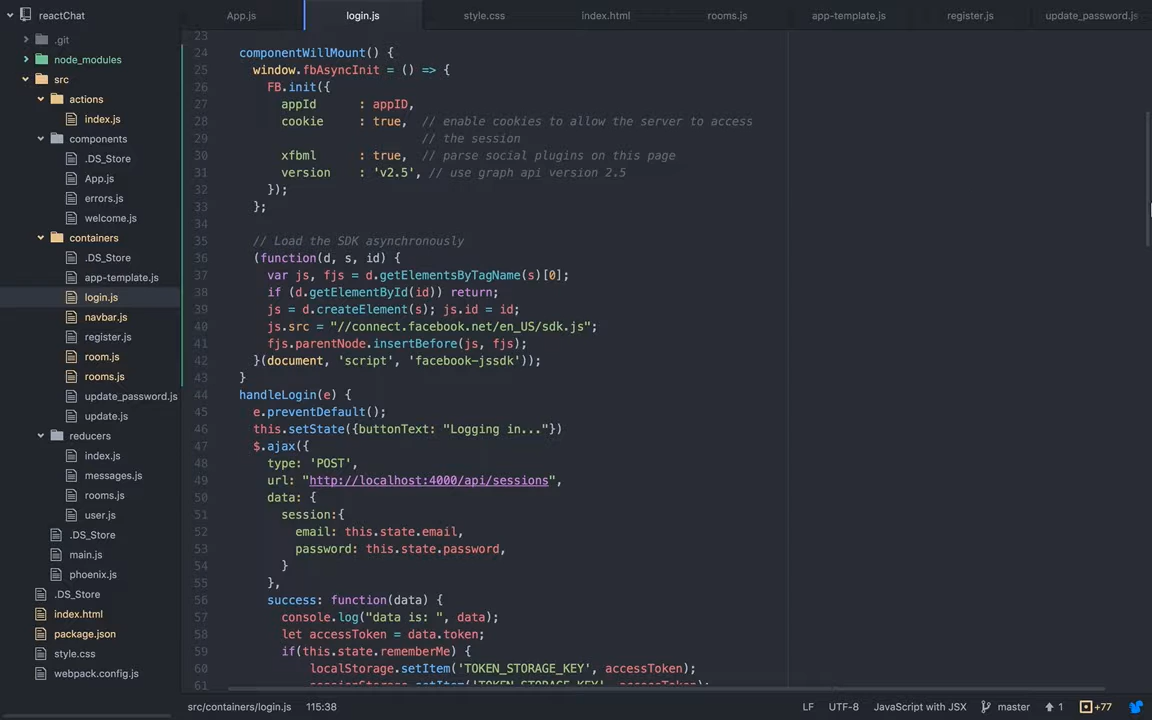 reactChat
App.js
login.js
style.css
index.html
rooms.js
app-template.js
register.js
update_password.js
.git
node_modules
src
actions
index.js
components
.DS_Store
App.js
errors.js
welcome.js
containers
.DS_Store
app-template.js
login.js
navbar.js
register.js
room.js
rooms.js
update_password.js
update.js
reducers
index.js
messages.js
rooms.js
user.js
.DS_Store
main.js
phoenix.js
.DS_Store
index.html
package.json
style.css
webpack.config.js
23
24 componentWillMount() {
25 window.fbAsyncInit = () => {
26 FB.init({
27 appId : appID,
28 cookie : true, // enable cookies to allow the server to access
29 // the session
30 xfbml : true, // parse social plugins on this page
31 version : 'v2.5', // use graph api version 2.5
32 });
33 };
34
35 // Load the SDK asynchronously
36 (function(d, s, id) {
37 var js, fjs = d.getElementsByTagName(s)[0];
38 if (d.getElementById(id)) return;
39 js = d.createElement(s); js.id = id;
40 js.src = "//connect.facebook.net/en_US/sdk.js";
41 fjs.parentNode.insertBefore(js, fjs);
42 }(document, 'script', 'facebook-jssdk'));
43 }
44 handleLogin(e) {
45 e.preventDefault();
46 this.setState({buttonText: "Logging in..."})
47 $.ajax({
48 type: 'POST',
49 url: "http://localhost:4000/api/sessions",
50 data: {
51 session:{
52 email: this.state.email,
53 password: this.state.password,
54 }
55 },
56 success: function(data) {
57 console.log("data is: ", data);
58 let accessToken = data.token;
59 if(this.state.rememberMe) {
60 localStorage.setItem('TOKEN_STORAGE_KEY', accessToken);
61 sessionStorage.setItem('TOKEN_STORAGE_KEY', accessToken);
src/containers/login.js 115:38
LF UTF-8 JavaScript with JSX master 1 +77